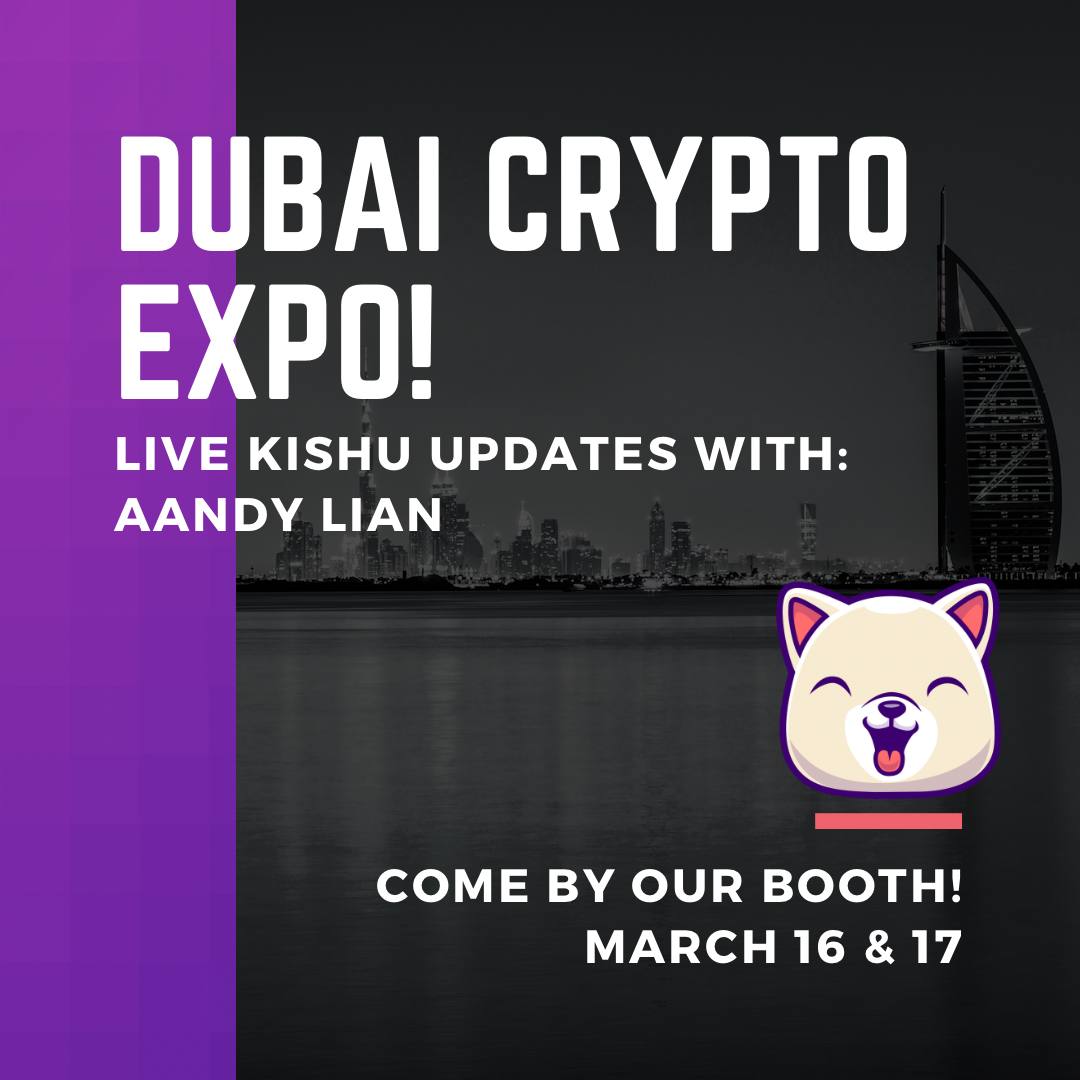 DUBAI CRYPTO
EXPO!
LIVE KISHU UPDATES WITH:
AANDY LIAN
COME BY OUR BOOTH!
MARCH 16 & 17